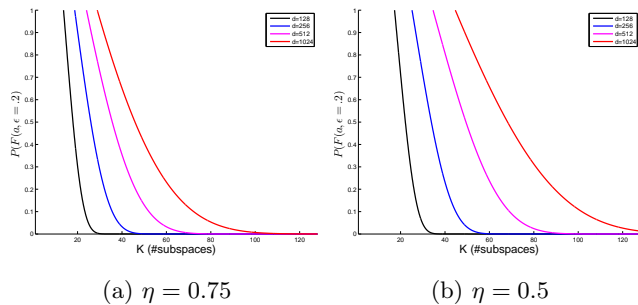 1
0.9
0.8
0.7
0.6
0.5
0.4
0.3
0.2
0.1
0
P(F(a, ϵ = .2)
20 40 60 80 100 120
K (#subspaces)
d=128
d=256
d=512
d=1024
(a) η = 0.75
1
0.9
0.8
0.7
0.6
0.5
0.4
0.3
0.2
0.1
0
P(F(a, ϵ = .2)
20 40 60 80 100 120
K (#subspaces)
d=128
d=256
d=512
d=1024
(b) η = 0.5